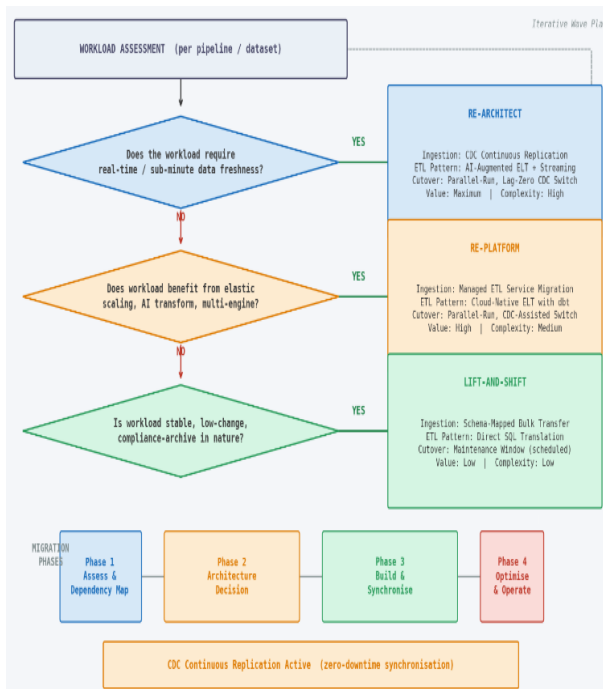 Iterative Wave Pla
WORKLOAD ASSESSMENT (per pipeline / dataset)
Does the workload require
real-time / sub-minute data freshness?
YES
RE-ARCHITECT
Ingestion: CDC Continuous Replication
ETL Pattern: AI-Augmented ELT + Streaming
Cutover: Parallel-Run, Lag-Zero CDC Switch
Value: Maximum | Complexity: High
NO
Does workload benefit from elastic
scaling, AI transform, multi-engine?
YES
RE-PLATFORM
Ingestion: Managed ETL Service Migration
ETL Pattern: Cloud-Native ELT with dbt
Cutover: Parallel-Run, CDC-Assisted Switch
Value: High | Complexity: Medium
NO
Is workload stable, low-change,
compliance-archive in nature?
YES
LIFT-AND-SHIFT
Ingestion: Schema-Mapped Bulk Transfer
ETL Pattern: Direct SQL Translation
Cutover: Maintenance Window (scheduled)
Value: Low | Complexity: Low
MIGRATION
PHASES
Phase 1
Assess &
Dependency Map
Phase 2
Architecture
Decision
Phase 3
Build &
Synchronise
Phase 4
Optimise
& Operate
CDC Continuous Replication Active (zero-downtime synchronisation)